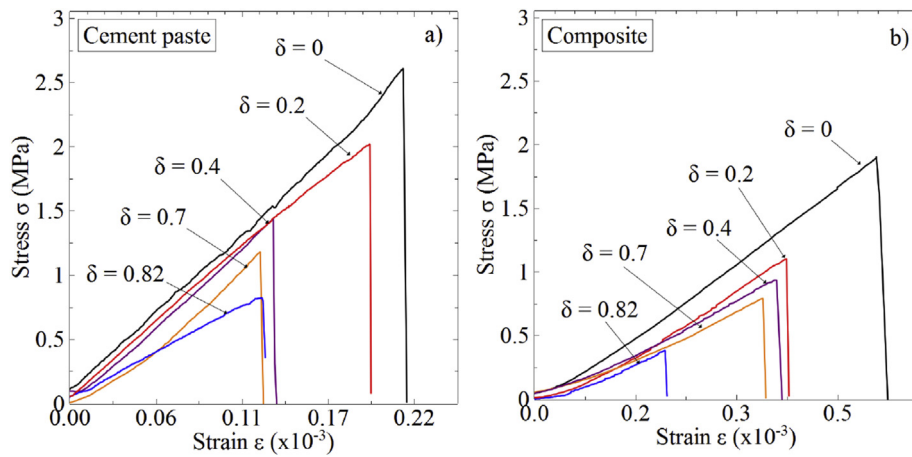 Cement paste
a)
δ = 0
δ = 0.2
δ = 0.4
δ = 0.7
δ = 0.82
3
2.5
2
1.5
1
0.5
0
0.00
0.06
0.11
0.17
0.22
Stress σ (MPa)
Strain ε (x10-3)
Composite
b)
δ = 0
δ = 0.2
δ = 0.4
δ = 0.7
δ = 0.82
3
2.5
2
1.5
1
0.5
0
0.0
0.2
0.3
0.5
Stress σ (MPa)
Strain ε (x10-3)